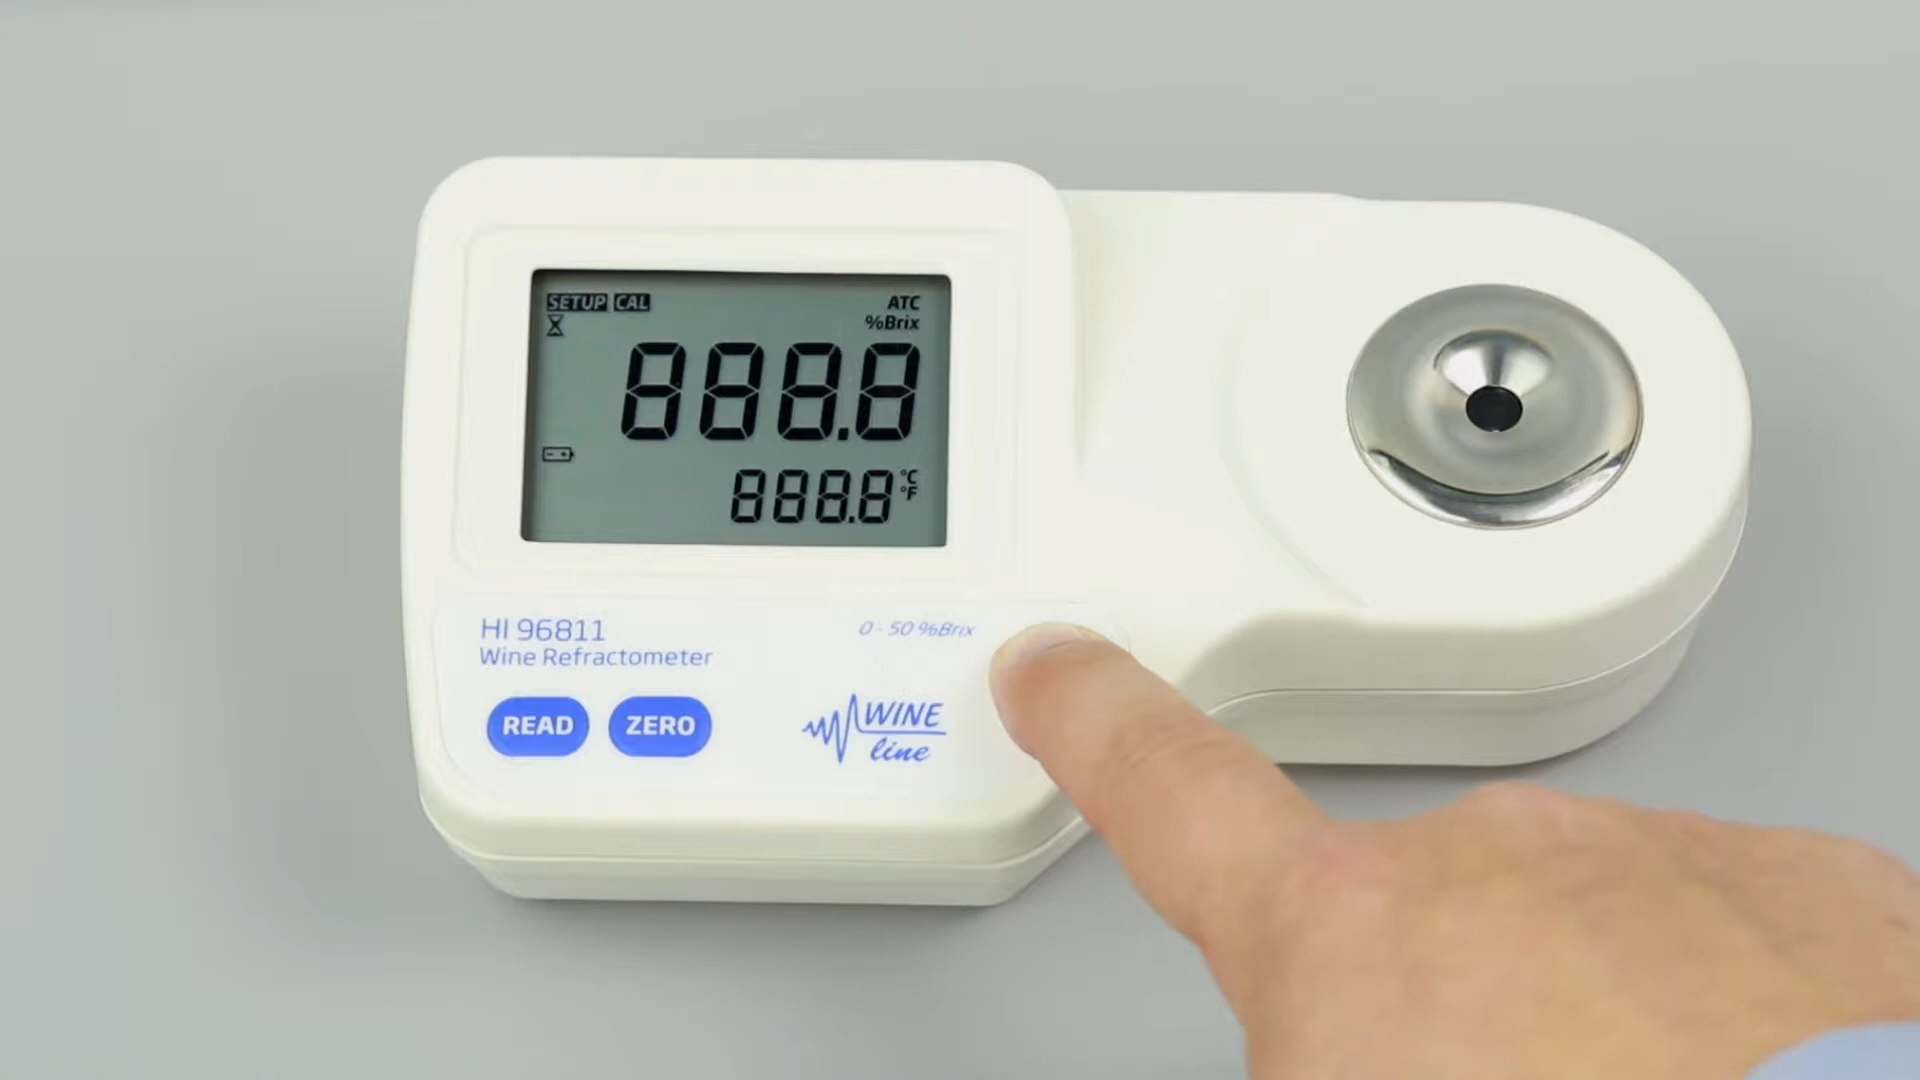 SETUP CAL ATC
%Brix
888.8
888.8 °C
°F
HI 96811
Wine Refractometer
0 - 50 %Brix
READ ZERO
WINE
line